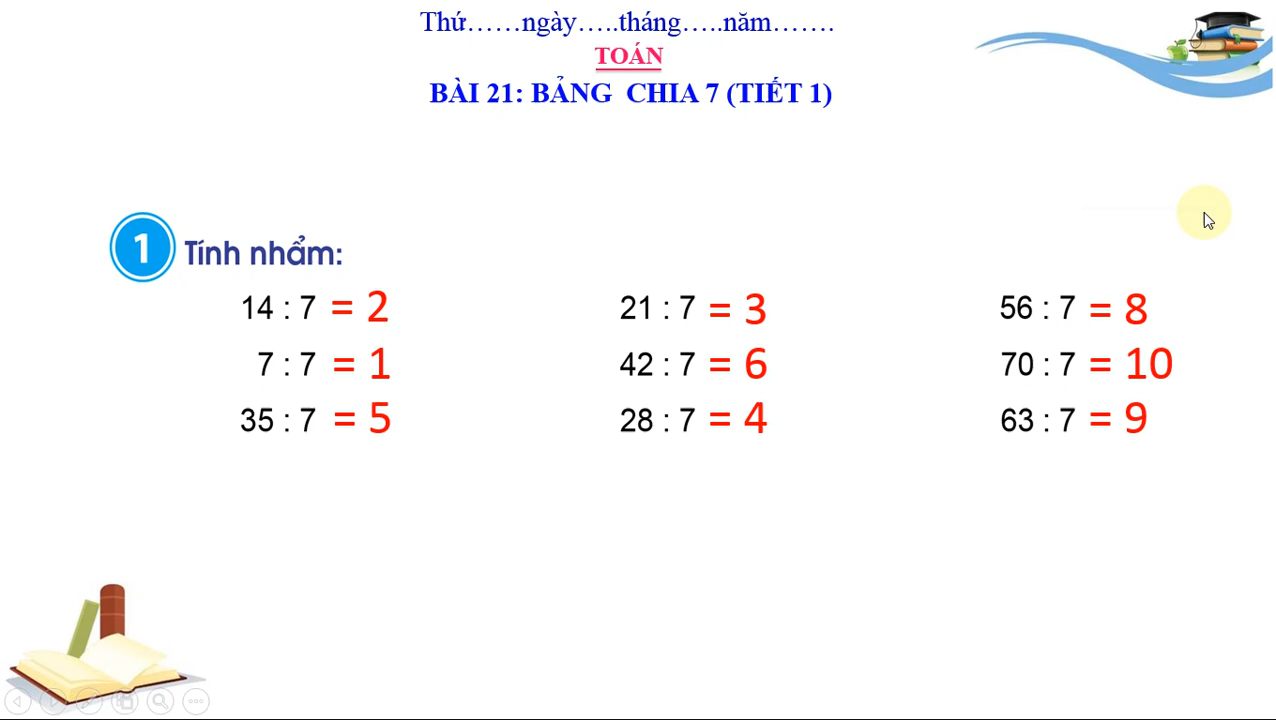 Thứ……ngày…..tháng…..năm…….
TOÁN
BÀI 21: BẢNG CHIA 7 (TIẾT 1)
1 Tính nhẩm:
14 : 7 = 2 21 : 7 = 3 56 : 7 = 8
7 : 7 = 1 42 : 7 = 6 70 : 7 = 10
35 : 7 = 5 28 : 7 = 4 63 : 7 = 9